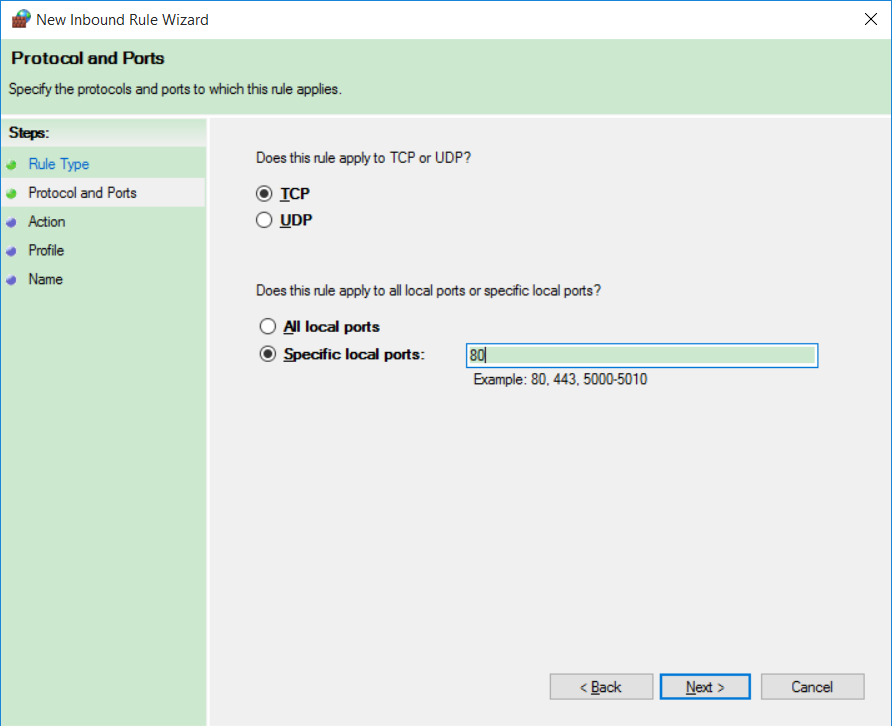 New Inbound Rule Wizard
Protocol and Ports
Specify the protocols and ports to which this rule applies.
Steps:
Rule Type
Protocol and Ports
Action
Profile
Name
Does this rule apply to TCP or UDP?
TCP
UDP
Does this rule apply to all local ports or specific local ports?
All local ports
Specific local ports: 80
Example: 80, 443, 5000-5010
< Back Next > Cancel